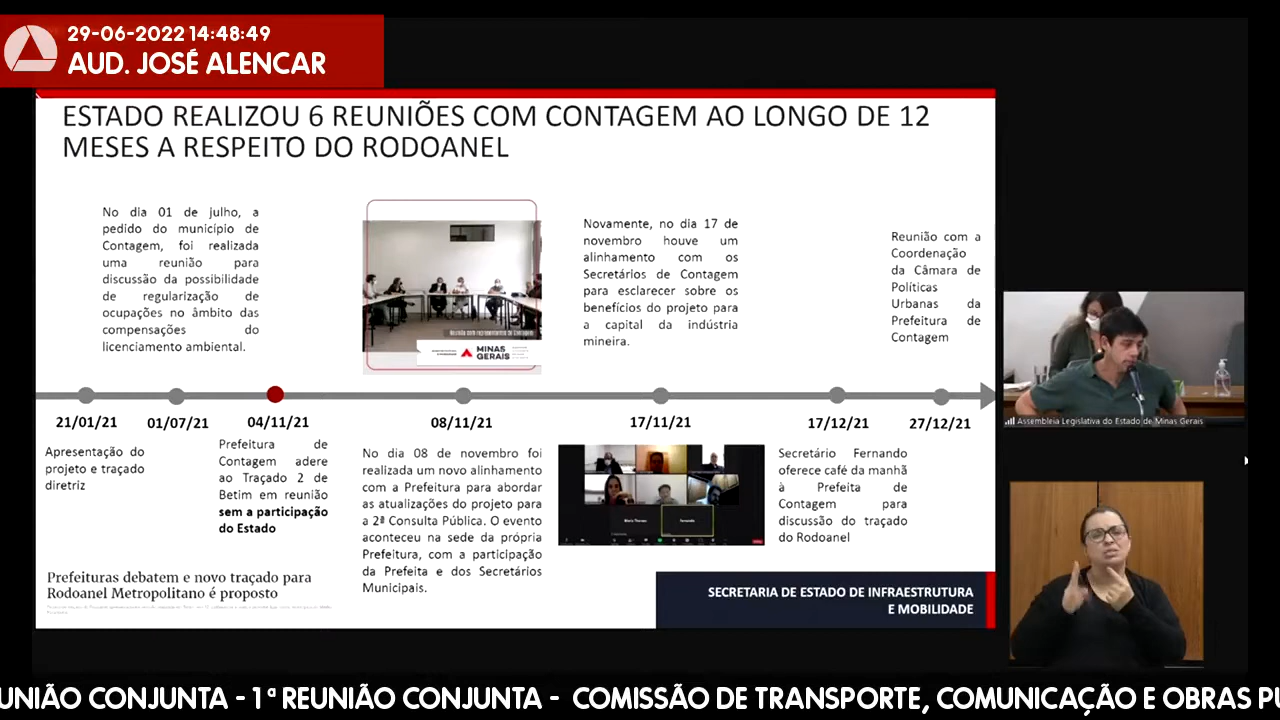 29-06-2022 14:48:49
AUD. JOSÉ ALENCAR
ESTADO REALIZOU 6 REUNIÕES COM CONTAGEM AO LONGO DE 12
MESES A RESPEITO DO RODOANEL
No dia 01 de julho, a
pedido do município de
Contagem, foi realizada
uma reunião para
discussão da possibilidade
de regularização de
ocupações no âmbito das
compensações do
licenciamento ambiental.
Reunião com representantes de Contagem
MINAS
GERAIS
Novamente, no dia 17 de
novembro houve um
alinhamento com os
Secretários de Contagem
para esclarecer sobre os
benefícios do projeto para
a capital da indústria
mineira.
Reunião com a
Coordenação
da Câmara de
Políticas
Urbanas da
Prefeitura de
Contagem
21/01/21
01/07/21
04/11/21
08/11/21
17/11/21
17/12/21
27/12/21
Apresentação do
projeto e traçado
diretriz
Prefeitura de
Contagem adere
ao Traçado 2 de
Betim em reunião
sem a participação
do Estado
No dia 08 de novembro foi
realizada um novo alinhamento
com a Prefeitura para abordar
as atualizações do projeto para
a 2ª Consulta Pública. O evento
aconteceu na sede da própria
Prefeitura, com a participação
da Prefeita e dos Secretários
Municipais.
Fernando
Secretário Fernando
oferece café da manhã
à Prefeita de
Contagem para
discussão do traçado
do Rodoanel
Prefeituras debatem e novo traçado para
Rodoanel Metropolitano é proposto
SECRETARIA DE ESTADO DE INFRAESTRUTURA
E MOBILIDADE
Assembleia Legislativa do Estado de Minas Gerais
UNIÃO CONJUNTA - 1ª REUNIÃO CONJUNTA - COMISSÃO DE TRANSPORTE, COMUNICAÇÃO E OBRAS PÚ